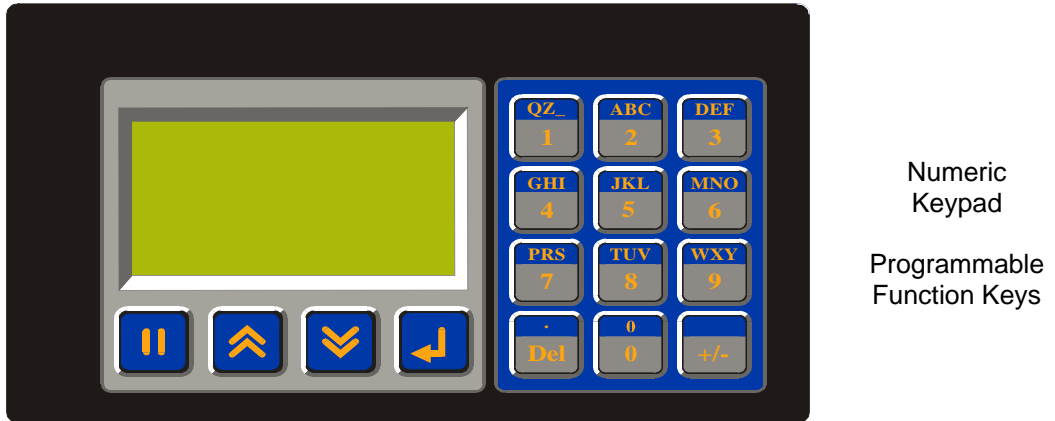 QZ_ ABC DEF
1 2 3
GHI JKL MNO
4 5 6
PRS TUV WXY
7 8 9
. 0
Del 0 +/-
Numeric
Keypad
Programmable
Function Keys